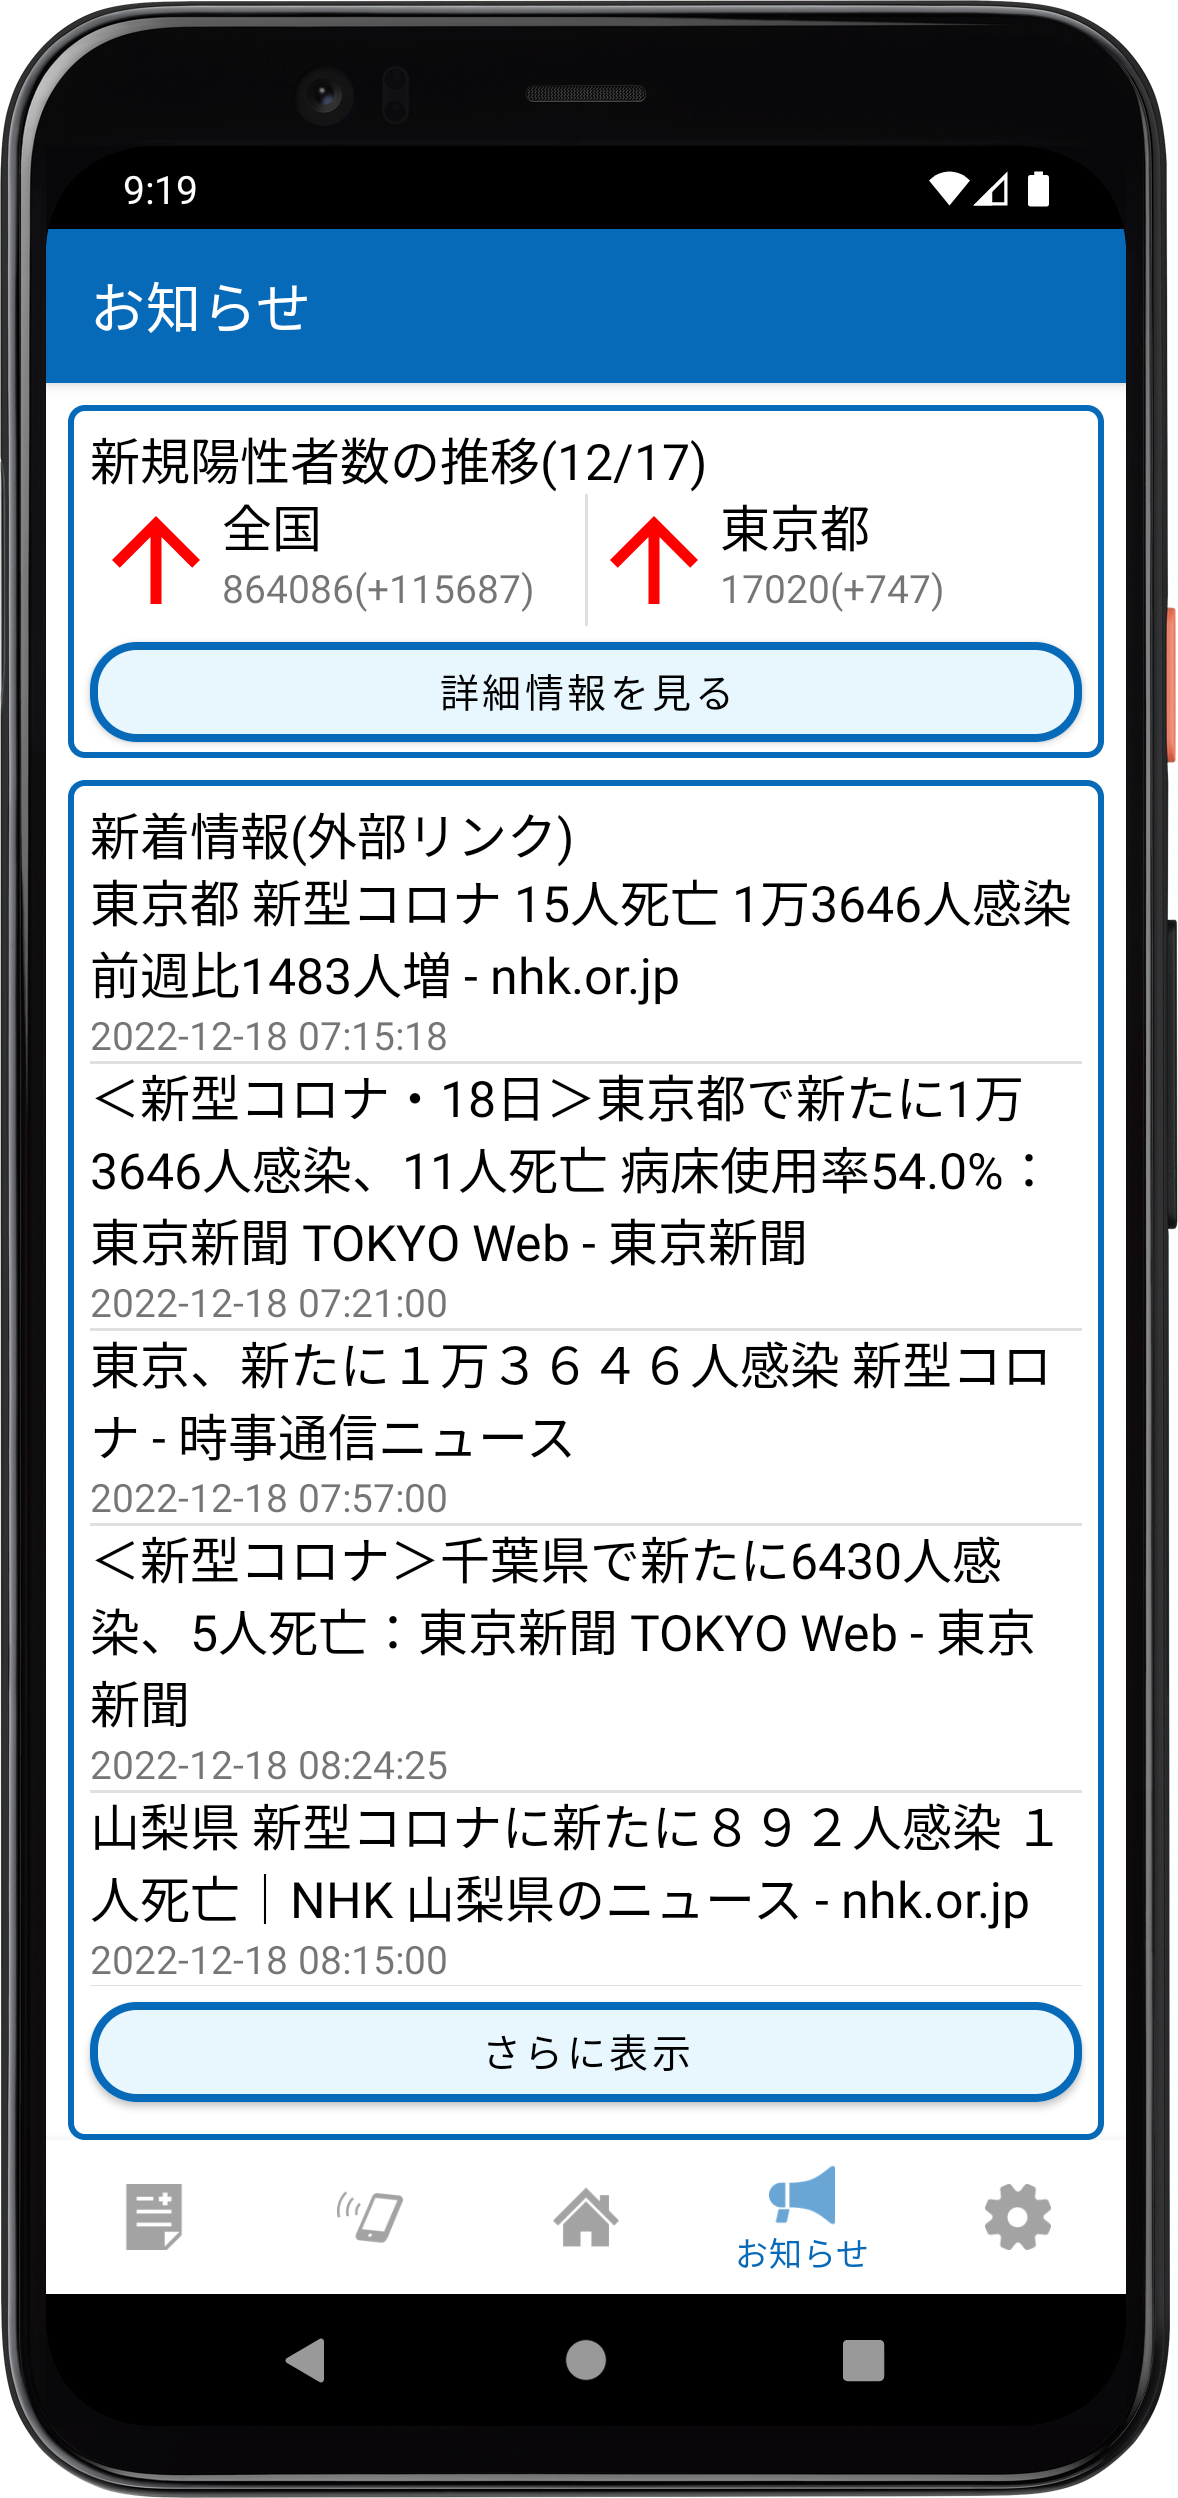 9:19
お知らせ
新規陽性者数の推移(12/17)
全国
864086(+115687)
東京都
17020(+747)
詳細情報を見る
新着情報(外部リンク)
東京都 新型コロナ 15人死亡 1万3646人感染
前週比1483人増 - nhk.or.jp
2022-12-18 07:15:18
＜新型コロナ・18日＞東京都で新たに1万
3646人感染、11人死亡 病床使用率54.0%：
東京新聞 TOKYO Web - 東京新聞
2022-12-18 07:21:00
東京、新たに１万３６４６人感染 新型コロ
ナ - 時事通信ニュース
2022-12-18 07:57:00
＜新型コロナ＞千葉県で新たに6430人感
染、5人死亡：東京新聞 TOKYO Web - 東京
新聞
2022-12-18 08:24:25
山梨県 新型コロナに新たに８９２人感染 １
人死亡｜NHK 山梨県のニュース - nhk.or.jp
2022-12-18 08:15:00
さらに表示
お知らせ